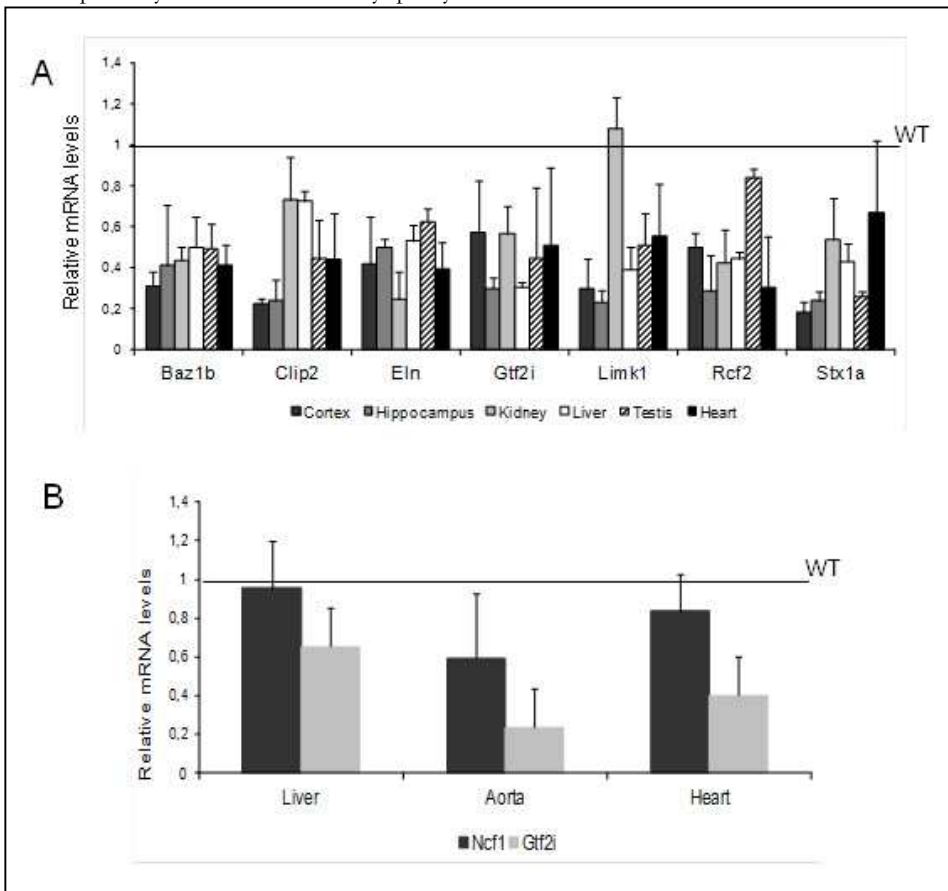 A
Relative mRNA levels
1,4
1,2
1
0,8
0,6
0,4
0,2
0
WT
Baz1b Clip2 Eln Gtf2i Limk1 Rcf2 Stx1a
Cortex Hippocampus Kidney Liver Testis Heart
B
Relative mRNA levels
1,4
1,2
1
0,8
0,6
0,4
0,2
0
WT
Liver Aorta Heart
Ncf1 Gtf2i